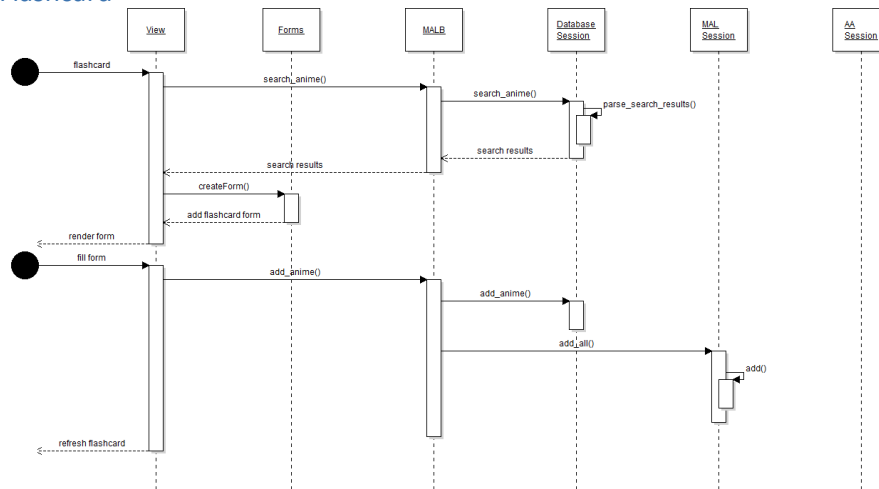 Flashcard
View
Forms
MALB
Database
Session
MAL
Session
AA
Session
flashcard
search_anime()
search_anime()
parse_search_results()
search results
search results
createForm()
add flashcard form
render form
fill form
add_anime()
add_anime()
add_all()
add()
refresh flashcard